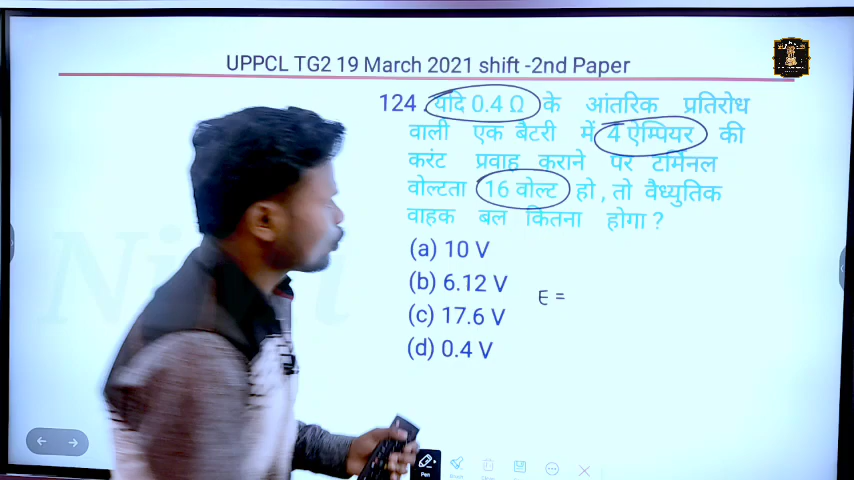 UPPCL TG2 19 March 2021 shift -2nd Paper
124. यदि 0.4 Ω के आंतरिक प्रतिरोध
वाली एक बैटरी में 4 ऐम्पियर की
करंट प्रवाह कराने पर टर्मिनल
वोल्टता 16 वोल्ट हो, तो वैध्युतिक
वाहक बल कितना होगा ?
(a) 10 V
(b) 6.12 V
(c) 17.6 V
(d) 0.4 V
E =
Pen